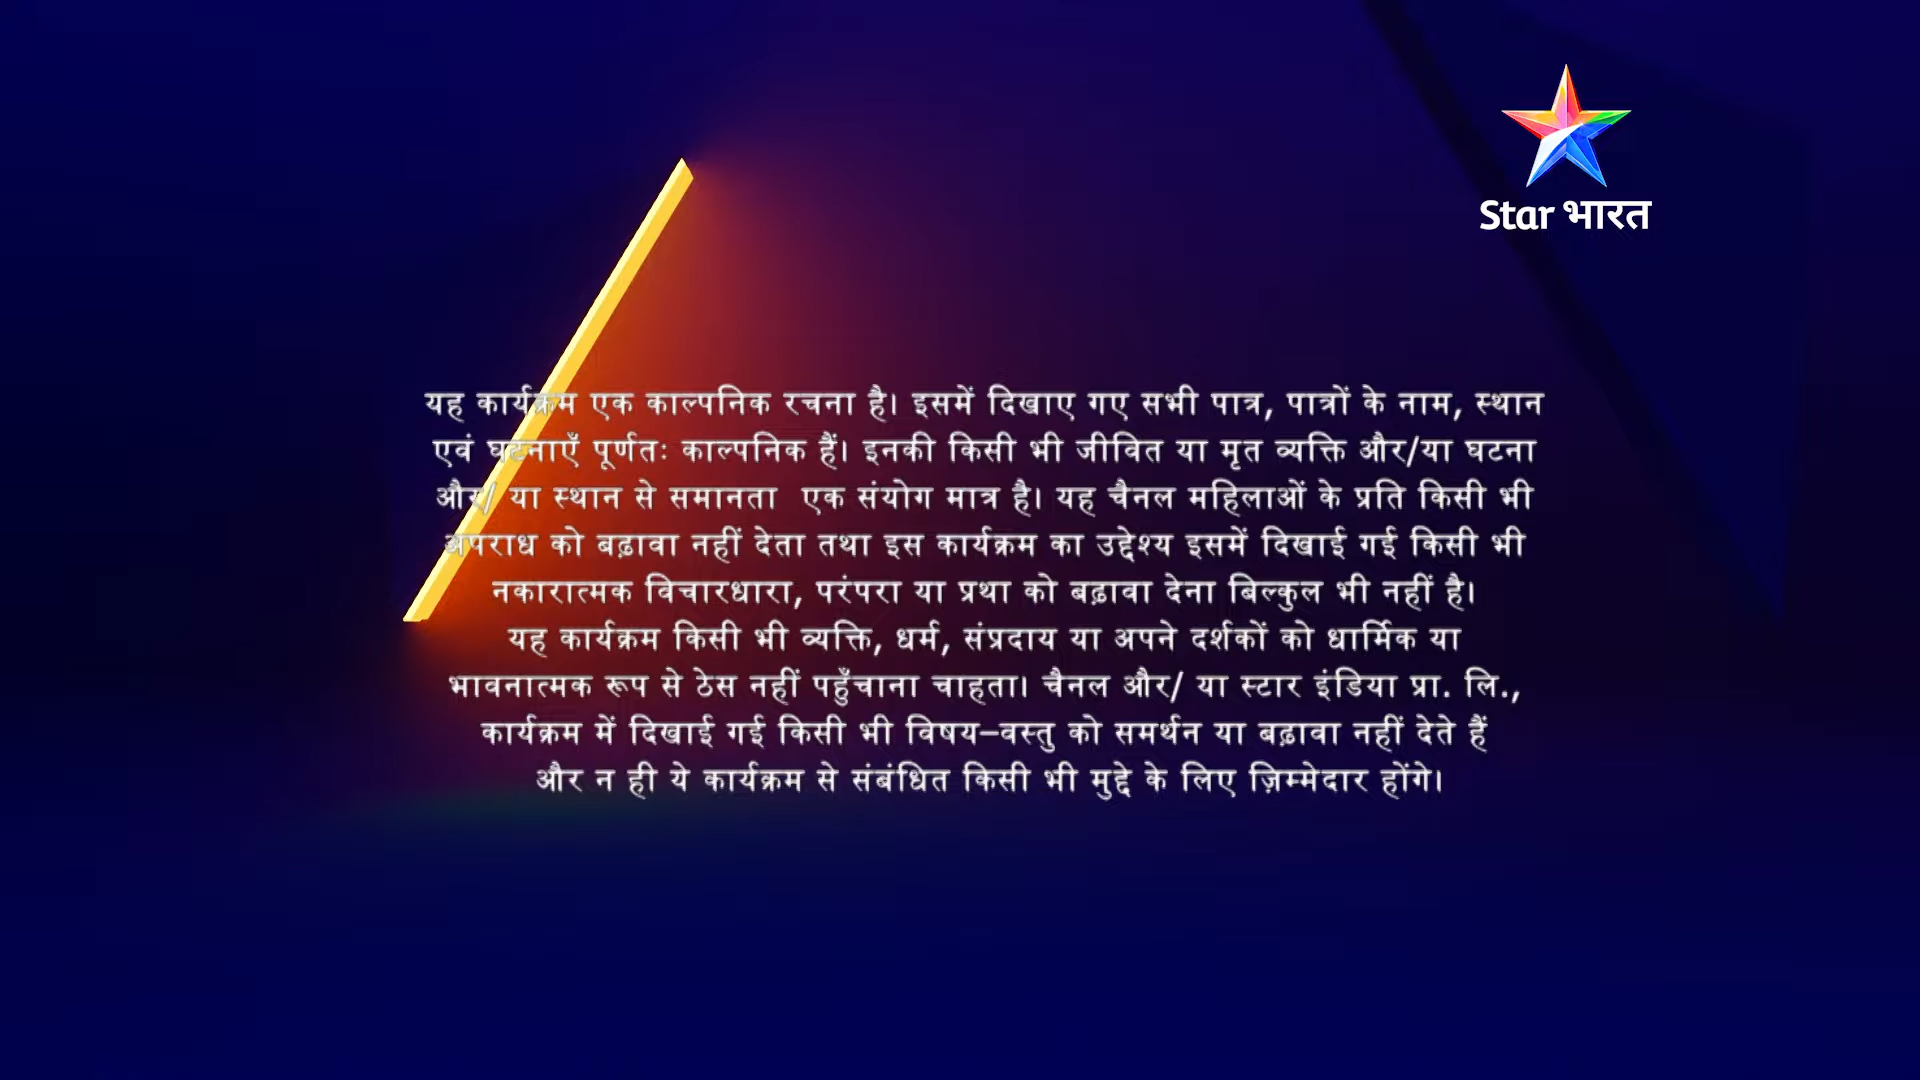 Star भारत
यह कार्यक्रम एक काल्पनिक रचना है। इसमें दिखाए गए सभी पात्र, पात्रों के नाम, स्थान
एवं घटनाएँ पूर्णतः काल्पनिक हैं। इनकी किसी भी जीवित या मृत व्यक्ति और/या घटना
और/ या स्थान से समानता  एक संयोग मात्र है। यह चैनल महिलाओं के प्रति किसी भी
अपराध को बढ़ावा नहीं देता तथा इस कार्यक्रम का उद्देश्य इसमें दिखाई गई किसी भी
नकारात्मक विचारधारा, परंपरा या प्रथा को बढ़ावा देना बिल्कुल भी नहीं है।
यह कार्यक्रम किसी भी व्यक्ति, धर्म, संप्रदाय या अपने दर्शकों को धार्मिक या
भावनात्मक रूप से ठेस नहीं पहुँचाना चाहता। चैनल और/ या स्टार इंडिया प्रा. लि.,
कार्यक्रम में दिखाई गई किसी भी विषय–वस्तु को समर्थन या बढ़ावा नहीं देते हैं
और न ही ये कार्यक्रम से संबंधित किसी भी मुद्दे के लिए ज़िम्मेदार होंगे।